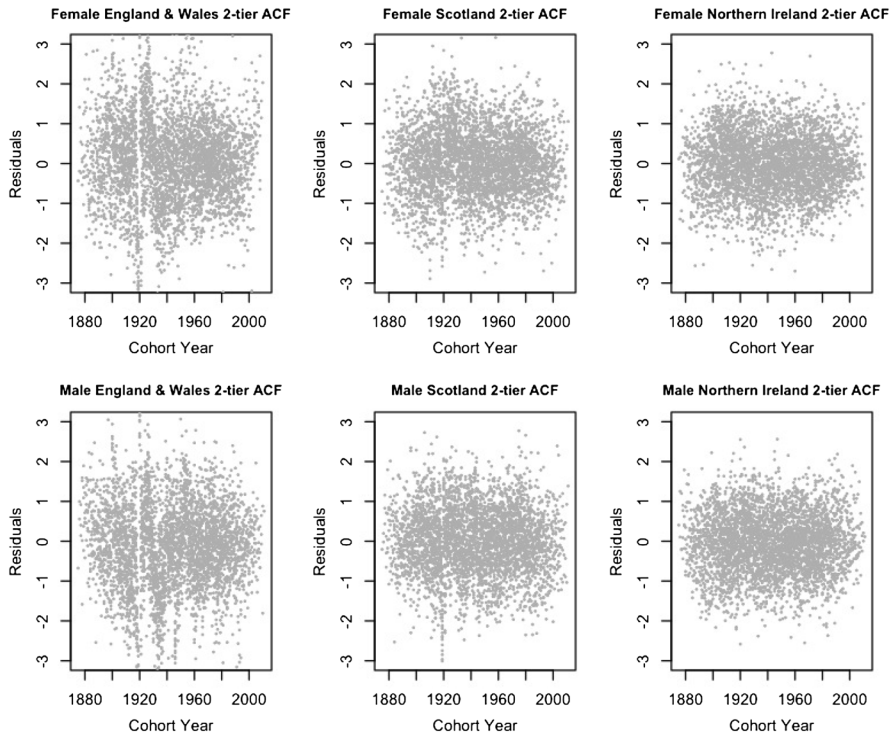 Female England & Wales 2-tier ACF
Female Scotland 2-tier ACF
Female Northern Ireland 2-tier ACF
Residuals
3
2
1
0
-1
-2
-3
1880 1920 1960 2000
Cohort Year
Residuals
3
2
1
0
-1
-2
-3
1880 1920 1960 2000
Cohort Year
Residuals
3
2
1
0
-1
-2
-3
1880 1920 1960 2000
Cohort Year
Male England & Wales 2-tier ACF
Male Scotland 2-tier ACF
Male Northern Ireland 2-tier ACF
Residuals
3
2
1
0
-1
-2
-3
1880 1920 1960 2000
Cohort Year
Residuals
3
2
1
0
-1
-2
-3
1880 1920 1960 2000
Cohort Year
Residuals
3
2
1
0
-1
-2
-3
1880 1920 1960 2000
Cohort Year